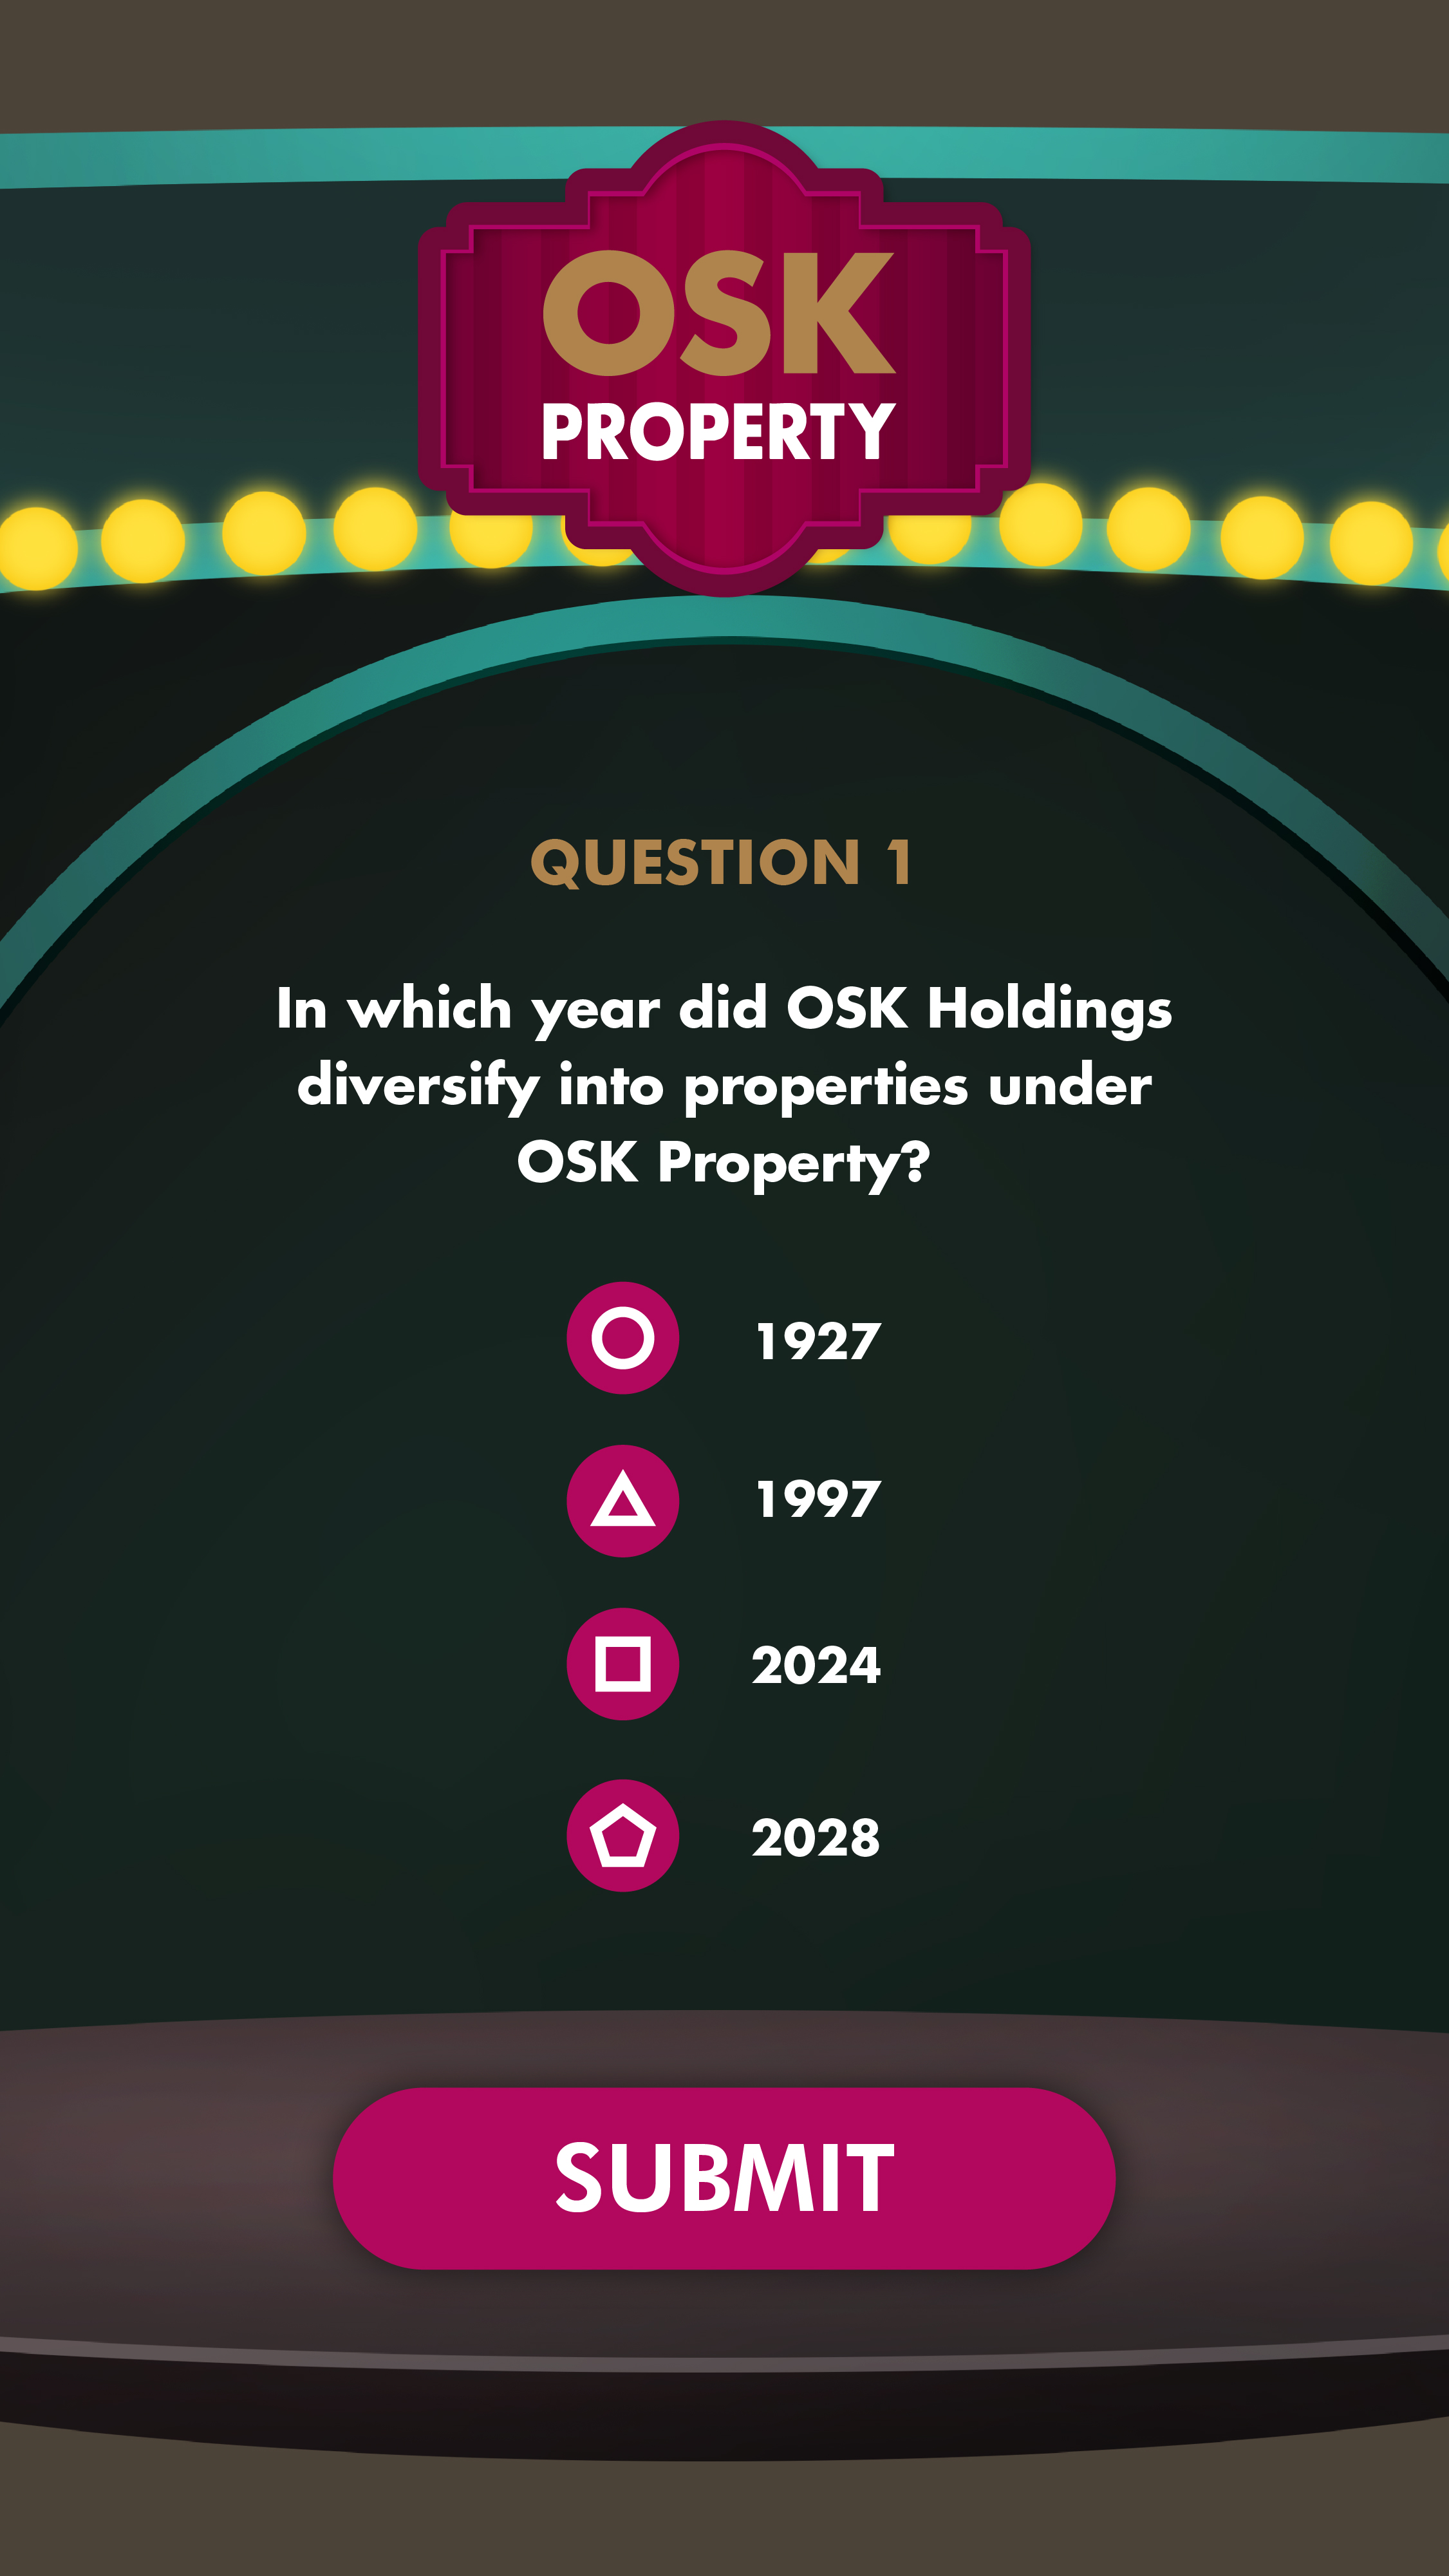 OSK
PROPERTY
QUESTION 1
In which year did OSK Holdings
diversify into properties under
OSK Property?
1927
1997
2024
2028
SUBMIT